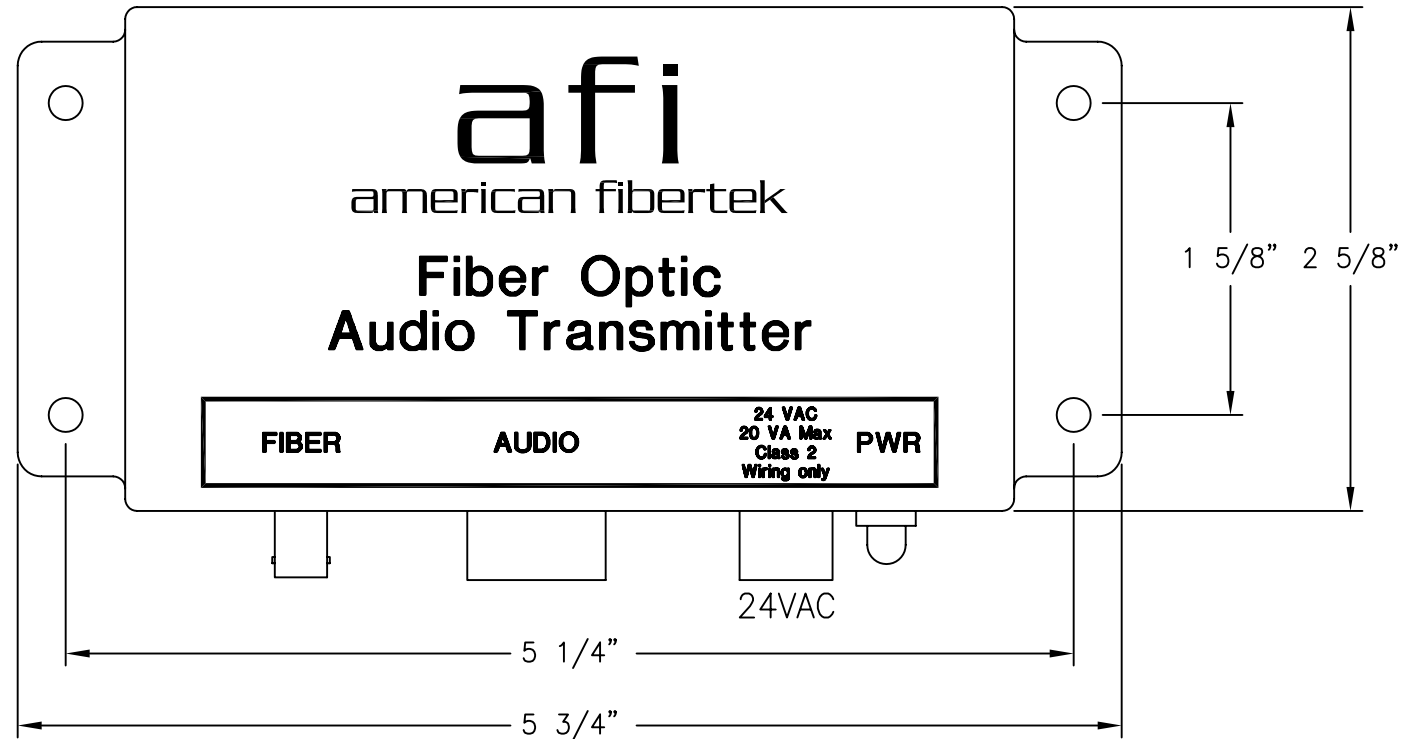 afi
american fibertek
Fiber Optic
Audio Transmitter
1 5/8” 2 5/8”
FIBER
AUDIO
24 VAC
20 VA Max
Class 2
Wiring only
PWR
24VAC
5 1/4”
5 3/4”